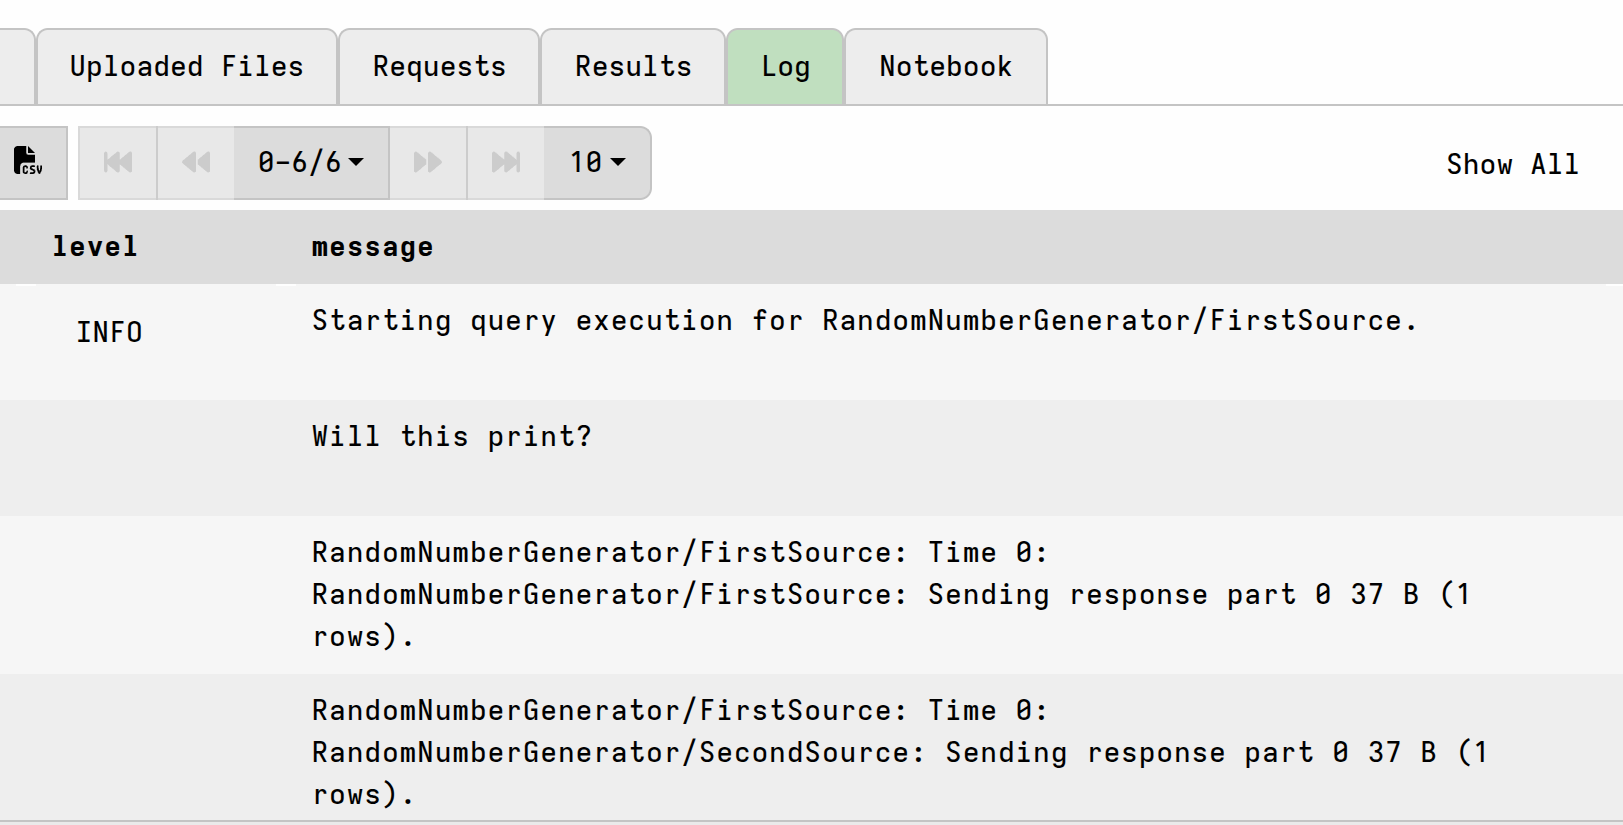 Uploaded Files Requests Results Log Notebook
CSV 0-6/6 10 Show All
level message
INFO Starting query execution for RandomNumberGenerator/FirstSource.
Will this print?
RandomNumberGenerator/FirstSource: Time 0:
RandomNumberGenerator/FirstSource: Sending response part 0 37 B (1
rows).
RandomNumberGenerator/FirstSource: Time 0:
RandomNumberGenerator/SecondSource: Sending response part 0 37 B (1
rows).